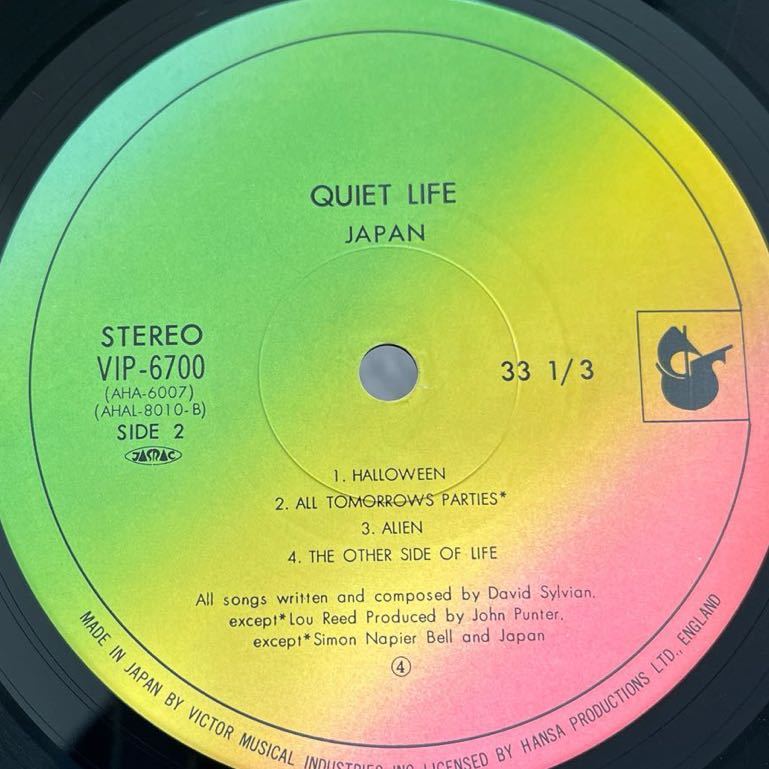 QUIET LIFE
JAPAN
STEREO
VIP-6700
(AHA-6007)
(AHAL-8010-B)
SIDE 2
JASRAC
33 1/3
1. HALLOWEEN
2. ALL TOMORROWS PARTIES*
3. ALIEN
4. THE OTHER SIDE OF LIFE
All songs written and composed by David Sylvian.
except*Lou Reed Produced by John Punter.
except*Simon Napier Bell and Japan
④
MADE IN JAPAN BY VICTOR MUSICAL INDUSTRIES INC. LICENSED BY HANSA PRODUCTIONS LTD., ENGLAND